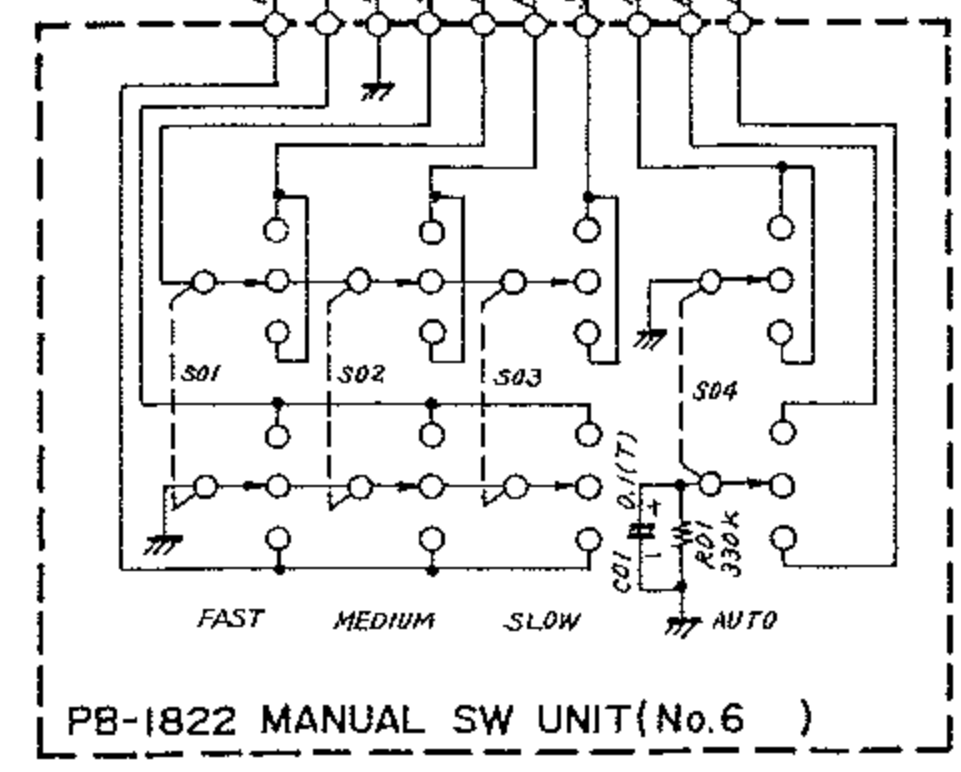 S01
S02
S03
S04
C01
0.1(T)
+
R01
330K
FAST
MEDIUM
SLOW
AUTO
PB-1822 MANUAL SW UNIT(No.6 )